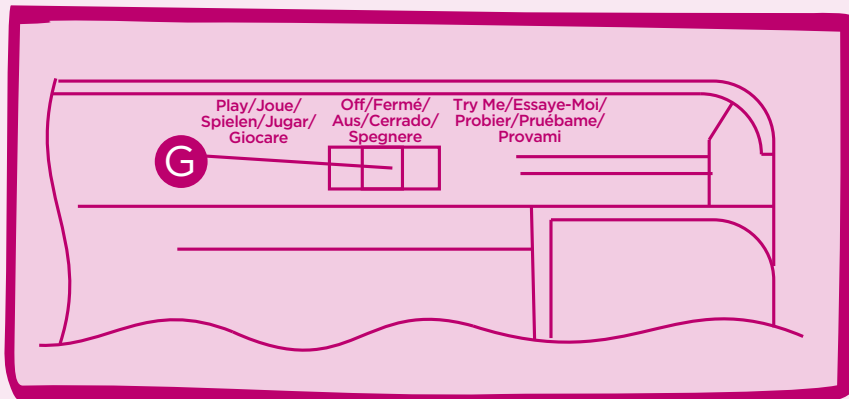 Play/Joue/
Spielen/Jugar/
Giocare
Off/Fermé/
Aus/Cerrado/
Spegnere
Try Me/Essaye-Moi/
Probier/Pruébame/
Provami
G